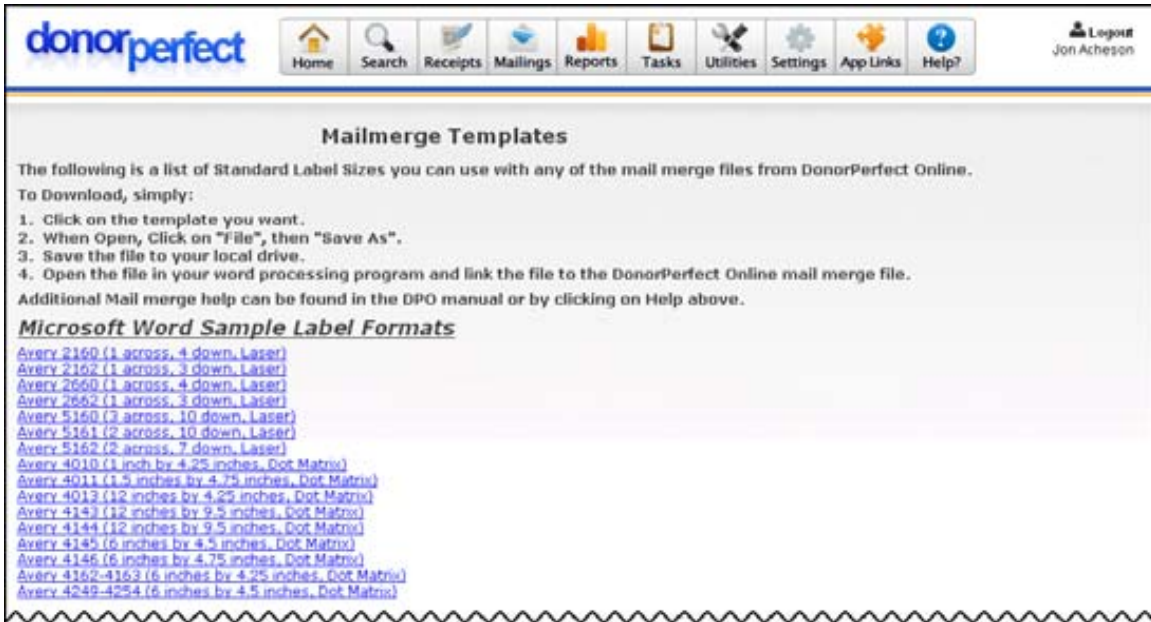 donorperfect
Home Search Receipts Mailings Reports Tasks Utilities Settings App Links Help?
Logout
Jon Acheson
Mailmerge Templates
The following is a list of Standard Label Sizes you can use with any of the mail merge files from DonorPerfect Online.
To Download, simply:
1. Click on the template you want.
2. When Open, Click on "File", then "Save As".
3. Save the file to your local drive.
4. Open the file in your word processing program and link the file to the DonorPerfect Online mail merge file.
Additional Mail merge help can be found in the DPO manual or by clicking on Help above.
Microsoft Word Sample Label Formats
Avery 2160 (1 across, 4 down, Laser)
Avery 2162 (1 across, 3 down, Laser)
Avery 2660 (1 across, 4 down, Laser)
Avery 2662 (1 across, 3 down, Laser)
Avery 5160 (3 across, 10 down, Laser)
Avery 5161 (2 across, 10 down, Laser)
Avery 5162 (2 across, 7 down, Laser)
Avery 4010 (1 inch by 4.25 inches, Dot Matrix)
Avery 4011 (1.5 inches by 4.75 inches, Dot Matrix)
Avery 4013 (12 inches by 4.25 inches, Dot Matrix)
Avery 4143 (12 inches by 9.5 inches, Dot Matrix)
Avery 4144 (12 inches by 9.5 inches, Dot Matrix)
Avery 4145 (6 inches by 4.5 inches, Dot Matrix)
Avery 4146 (6 inches by 4.75 inches, Dot Matrix)
Avery 4162-4163 (6 inches by 4.25 inches, Dot Matrix)
Avery 4249-4254 (6 inches by 4.5 inches, Dot Matrix)